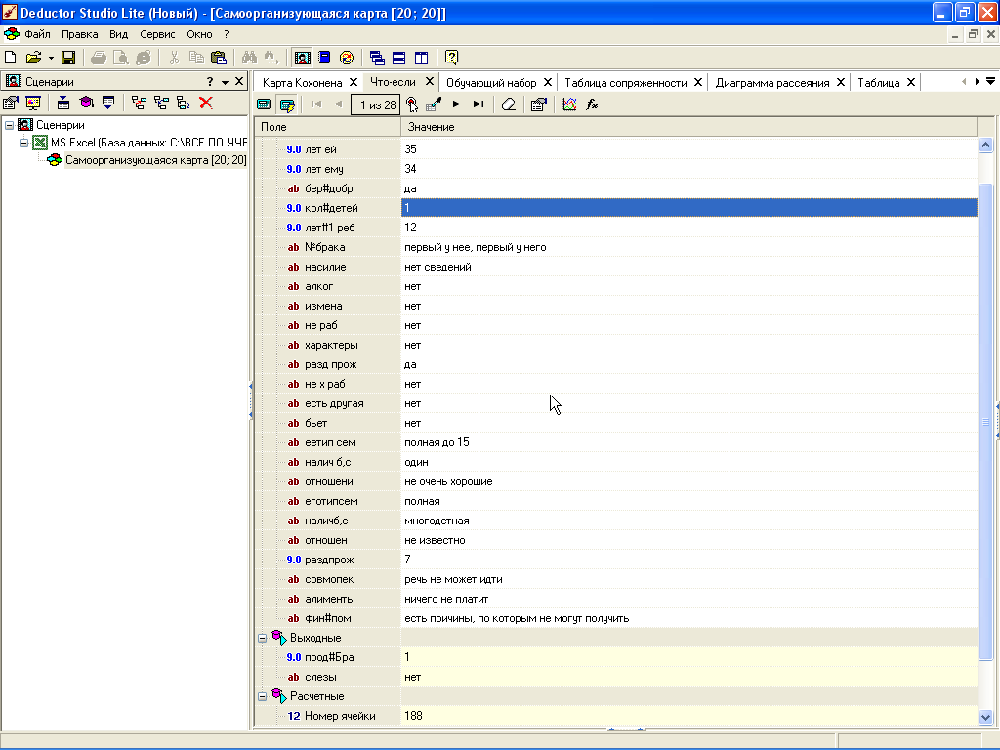 Deductor Studio Lite (Новый) - [Самоорганизующаяся карта [20; 20]]
Файл Правка Вид Сервис Окно ?
Сценарии ?
Карта Кохонена Что-если Обучающий набор Таблица сопряженности Диаграмма рассеяния Таблица
1 из 28
Сценарии
MS Excel (База данных: C:\ВСЕ ПО УЧЕ
Самоорганизующаяся карта [20; 20]
Поле Значение
9.0 лет ей 35
9.0 лет ему 34
ab бер#добр да
9.0 кол#детей 1
9.0 лет#1 реб 12
ab №брака первый у нее, первый у него
ab насилие нет сведений
ab алког нет
ab измена нет
ab не раб нет
ab характеры нет
ab разд прож да
ab не х раб нет
ab есть другая нет
ab бьет нет
ab еетип сем полная до 15
ab налич б,с один
ab отношени не очень хорошие
ab еготипсем полная
ab наличб,с многодетная
ab отношен не известно
9.0 раздпрож 7
ab совмопек речь не может идти
ab алименты ничего не платит
ab фин#пом есть причины, по которым не могут получить
Выходные
9.0 прод#Бра 1
ab слезы нет
Расчетные
12 Номер ячейки 188